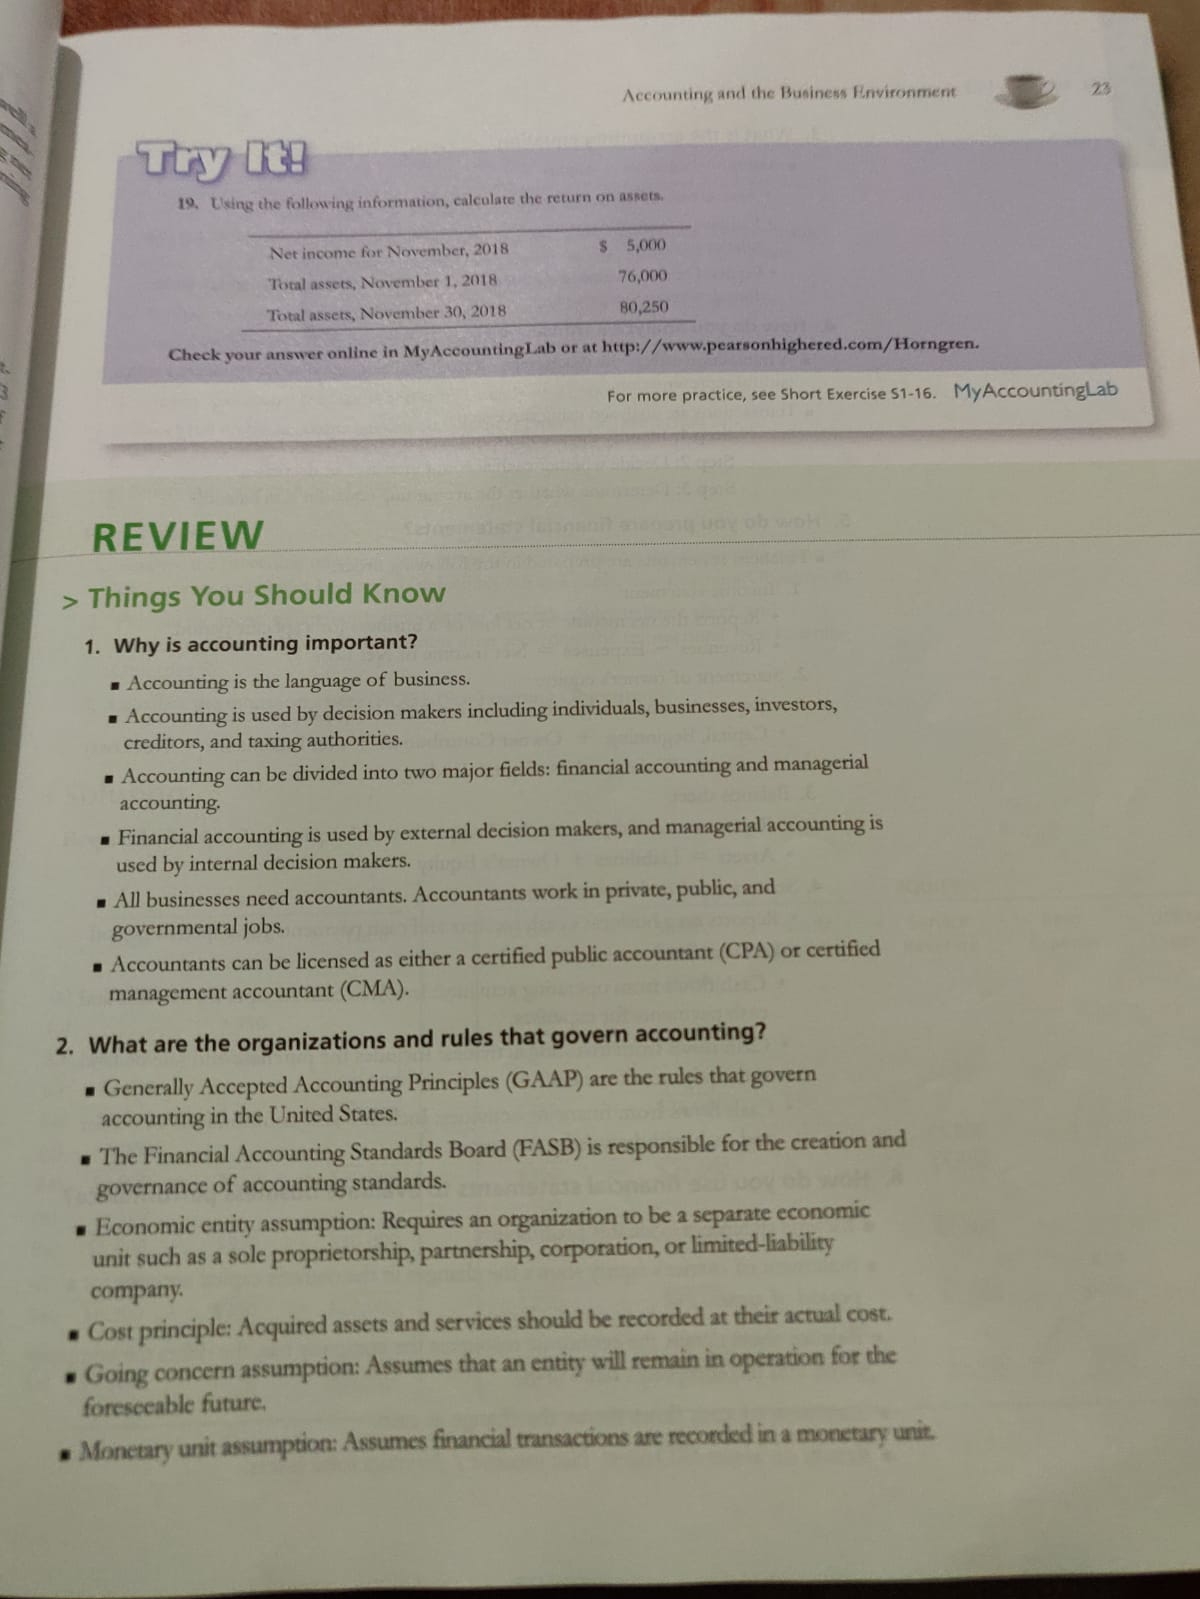 Accounting and the Business Environment 23
Try It!
19. Using the following information, calculate the return on assets.
Net income for November, 2018 $ 5,000
Total assets, November 1, 2018 76,000
Total assets, November 30, 2018 80,250
Check your answer online in MyAccountingLab or at http://www.pearsonhighered.com/Horngren.
For more practice, see Short Exercise S1-16. MyAccountingLab
REVIEW
> Things You Should Know
1. Why is accounting important?
▪ Accounting is the language of business.
▪ Accounting is used by decision makers including individuals, businesses, investors,
creditors, and taxing authorities.
▪ Accounting can be divided into two major fields: financial accounting and managerial
accounting.
▪ Financial accounting is used by external decision makers, and managerial accounting is
used by internal decision makers.
▪ All businesses need accountants. Accountants work in private, public, and
governmental jobs.
▪ Accountants can be licensed as either a certified public accountant (CPA) or certified
management accountant (CMA).
2. What are the organizations and rules that govern accounting?
▪ Generally Accepted Accounting Principles (GAAP) are the rules that govern
accounting in the United States.
▪ The Financial Accounting Standards Board (FASB) is responsible for the creation and
governance of accounting standards.
▪ Economic entity assumption: Requires an organization to be a separate economic
unit such as a sole proprietorship, partnership, corporation, or limited-liability
company.
▪ Cost principle: Acquired assets and services should be recorded at their actual cost.
▪ Going concern assumption: Assumes that an entity will remain in operation for the
foreseeable future.
▪ Monetary unit assumption: Assumes financial transactions are recorded in a monetary unit.